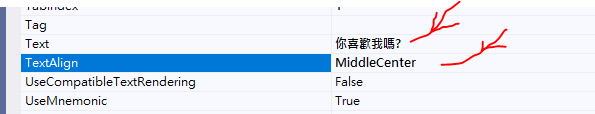 Tag
Text 你喜歡我嗎?
TextAlign MiddleCenter
UseCompatibleTextRendering False
UseMnemonic True